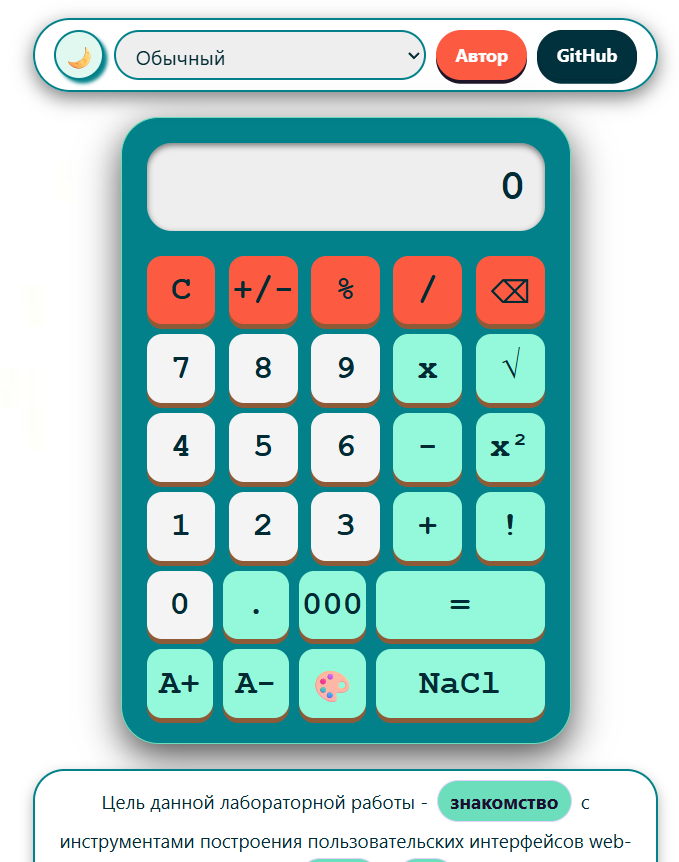 Обычный Автор GitHub
0
C +/- % / ⌫
7 8 9 x √
4 5 6 - x²
1 2 3 + !
0 . 000 =
A+ A- NaCl
Цель данной лабораторной работы - знакомство с
инструментами построения пользовательских интерфейсов web-